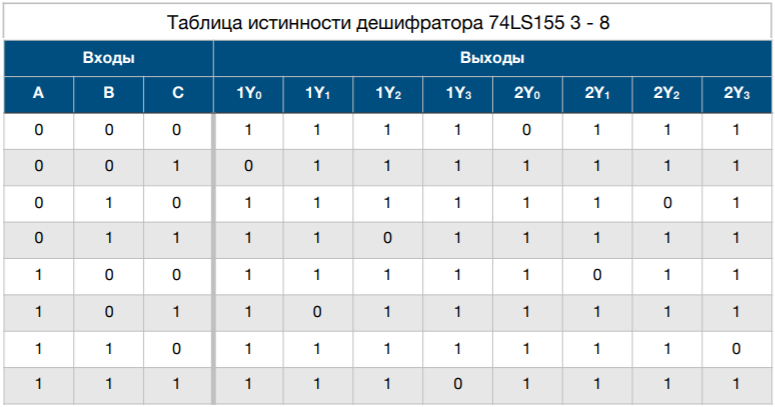 Таблица истинности дешифратора 74LS155 3 - 8
Входы Выходы
A B C 1Y₀ 1Y₁ 1Y₂ 1Y₃ 2Y₀ 2Y₁ 2Y₂ 2Y₃
0 0 0 1 1 1 1 0 1 1 1
0 0 1 0 1 1 1 1 1 1 1
0 1 0 1 1 1 1 1 1 0 1
0 1 1 1 1 0 1 1 1 1 1
1 0 0 1 1 1 1 1 0 1 1
1 0 1 1 0 1 1 1 1 1 1
1 1 0 1 1 1 1 1 1 1 0
1 1 1 1 1 1 0 1 1 1 1